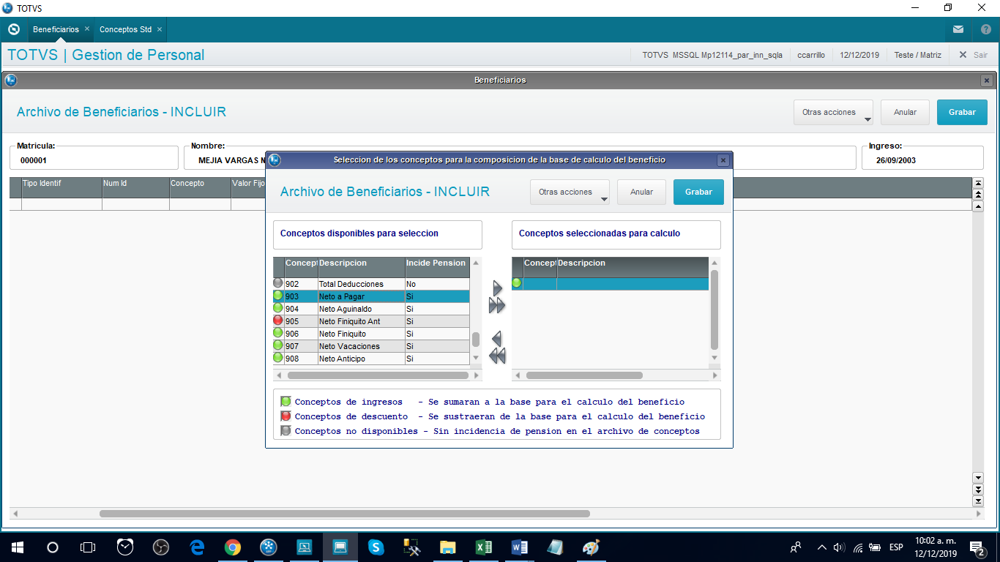 TOTVS
Beneficiarios × Conceptos Std ×
TOTVS | Gestion de Personal
TOTVS MSSQL Mp12114_par_inn_sqla ccarrillo 12/12/2019 Teste / Matriz Sair
Beneficiarios
Archivo de Beneficiarios - INCLUIR
Otras acciones Anular Grabar
Matricula:
000001
Nombre:
MEJIA VARGAS
Ingreso:
26/09/2003
Tipo Identif Num Id Concepto Valor Fijo
Seleccion de los conceptos para la composicion de la base de calculo del beneficio
Archivo de Beneficiarios - INCLUIR
Otras acciones Anular Grabar
Conceptos disponibles para seleccion
Concept Descripcion Incide Pension
902 Total Deducciones No
903 Neto a Pagar Si
904 Neto Aguinaldo Si
905 Neto Finiquito Ant Si
906 Neto Finiquito Si
907 Neto Vacaciones Si
908 Neto Anticipo Si
Conceptos seleccionadas para calculo
Concept Descripcion
Conceptos de ingresos - Se sumaran a la base para el calculo del beneficio
Conceptos de descuento - Se sustraeran de la base para el calculo del beneficio
Conceptos no disponibles - Sin incidencia de pension en el archivo de conceptos
ESP
10:02 a. m.
12/12/2019
2